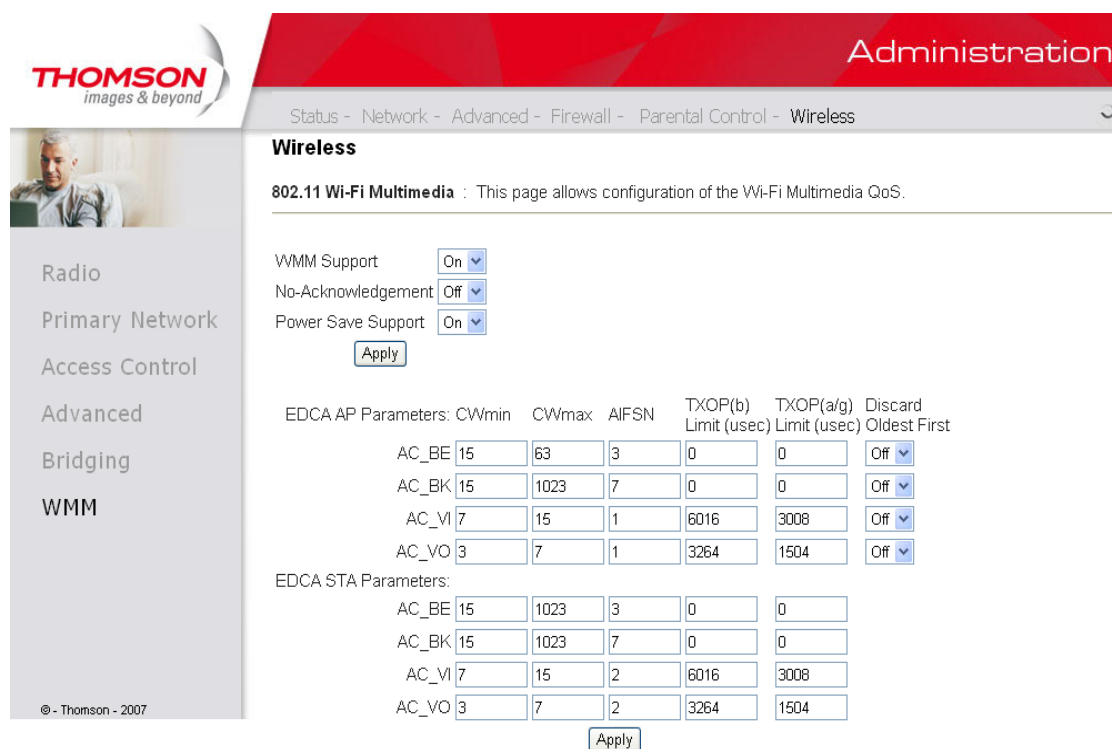 THOMSON
images & beyond
Administration
Status - Network - Advanced - Firewall - Parental Control - Wireless
Wireless
802.11 Wi-Fi Multimedia : This page allows configuration of the Wi-Fi Multimedia QoS.
Radio
Primary Network
Access Control
Advanced
Bridging
WMM
© - Thomson - 2007
WMM Support On
No-Acknowledgement Off
Power Save Support On
Apply
EDCA AP Parameters: CWmin CWmax AIFSN TXOP(b) Limit (usec) TXOP(a/g) Limit (usec) Discard Oldest First
AC_BE 15 63 3 0 0 Off
AC_BK 15 1023 7 0 0 Off
AC_VI 7 15 1 6016 3008 Off
AC_VO 3 7 1 3264 1504 Off
EDCA STA Parameters:
AC_BE 15 1023 3 0 0
AC_BK 15 1023 7 0 0
AC_VI 7 15 2 6016 3008
AC_VO 3 7 2 3264 1504
Apply